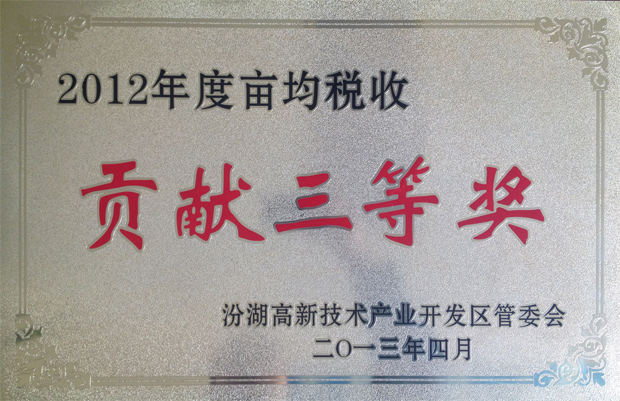 2012年度亩均税收
贡献三等奖
汾湖高新技术产业开发区管委会
二〇一三年四月